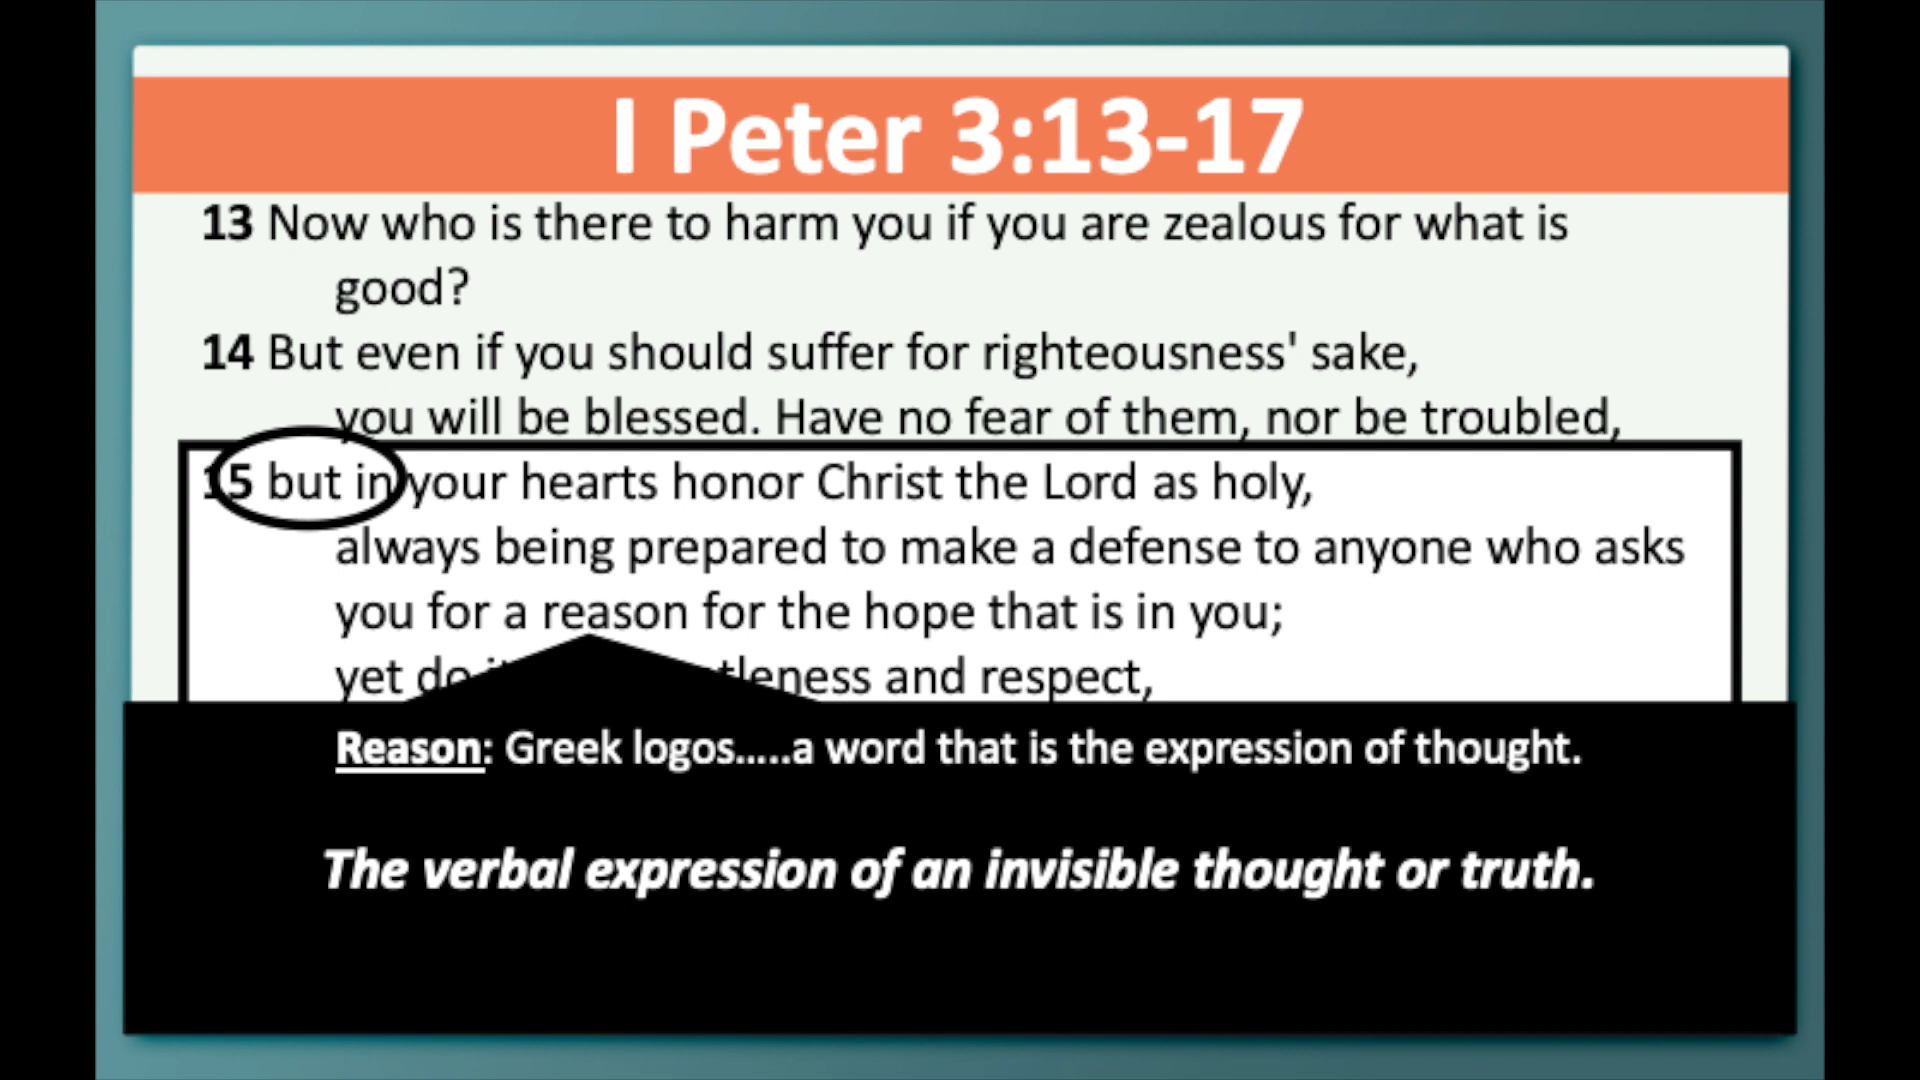 I Peter 3:13-17
13 Now who is there to harm you if you are zealous for what is
good?
14 But even if you should suffer for righteousness' sake,
you will be blessed. Have no fear of them, nor be troubled,
15 but in your hearts honor Christ the Lord as holy,
always being prepared to make a defense to anyone who asks
you for a reason for the hope that is in you;
yet do and respect,
Reason: Greek logos.....a word that is the expression of thought.
The verbal expression of an invisible thought or truth.